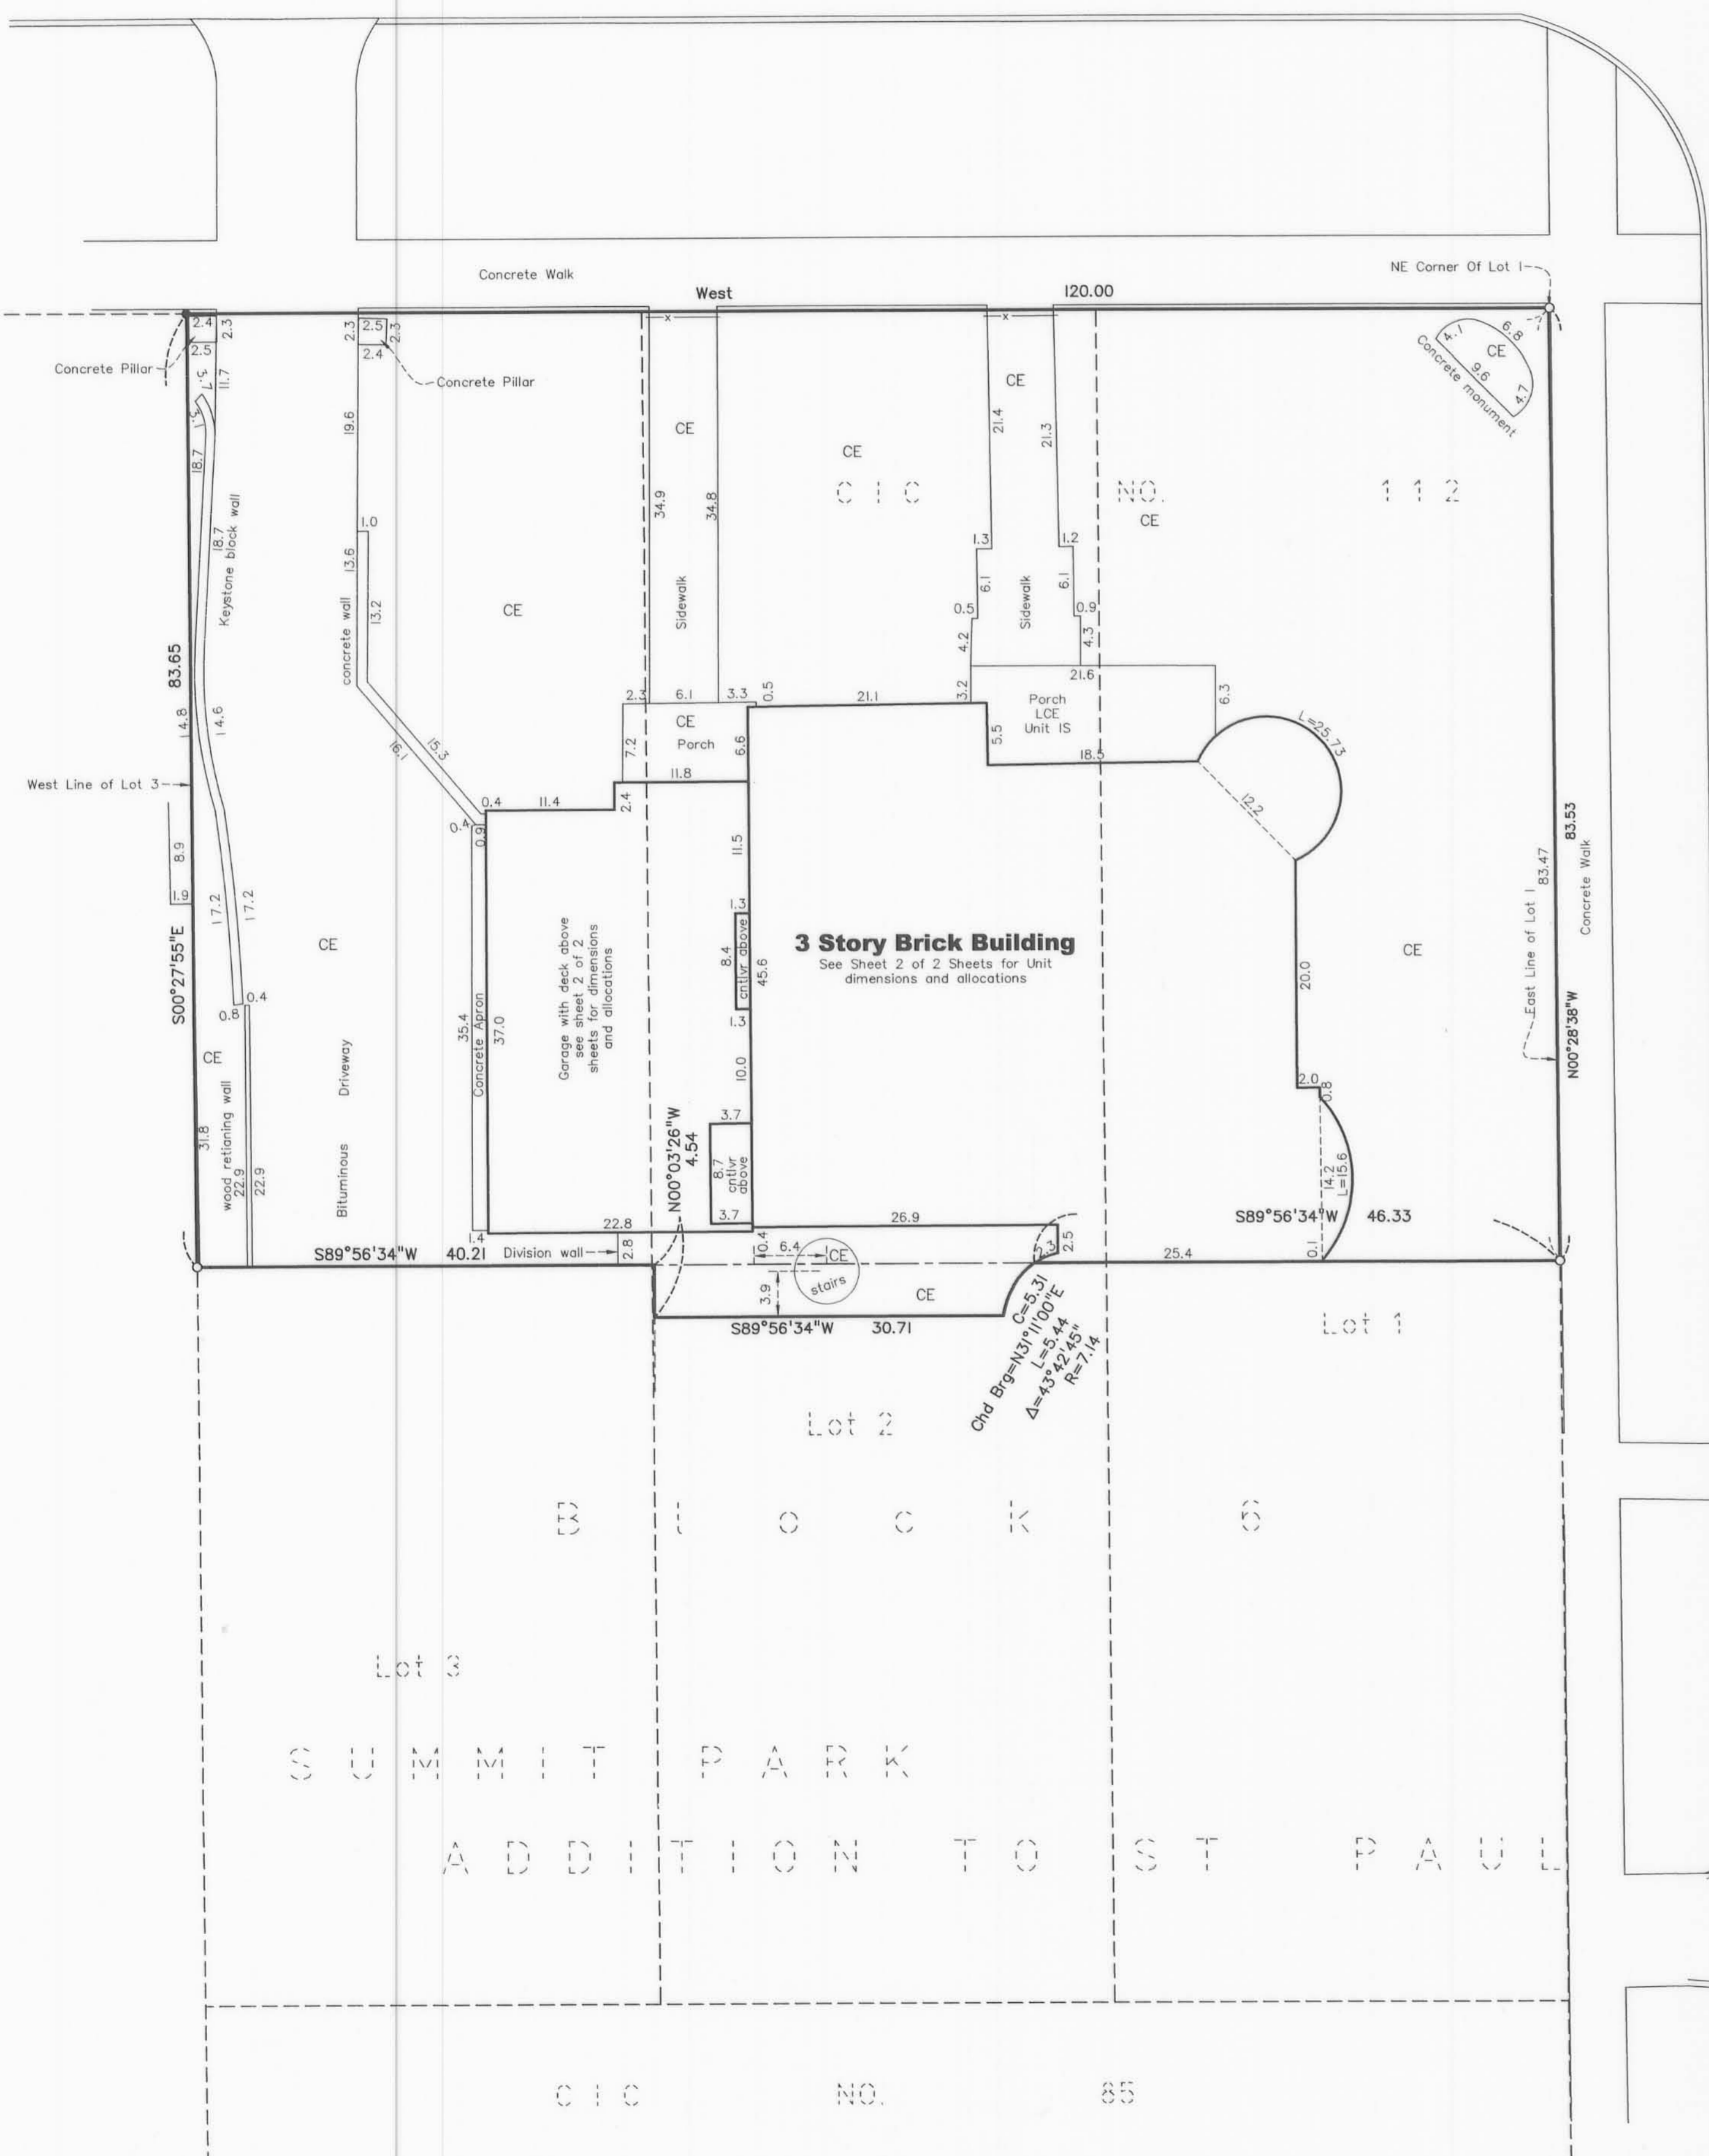 Concrete Walk
West
120.00
NE Corner Of Lot 1
2.4
2.3
2.5
Concrete Pillar
2.3
2.5
2.3
2.4
Concrete Pillar
11.7
3.7
3.1
18.7
18.7
Keystone block wall
19.6
1.0
13.6
13.2
concrete wall
CE
CE
34.9
34.8
Sidewalk
CE
CIC
NO.
112
CE
CE
21.4
21.3
1.3
1.2
6.1
6.1
0.5
0.9
4.2
4.3
Sidewalk
4.1
6.8
CE
9.6
4.7
Concrete monument
83.65
14.8
14.6
16.1
15.3
2.3
6.1
3.3
0.5
21.1
3.2
21.6
6.3
CE
Porch
7.2
6.6
11.8
Porch
LCE
Unit 1S
5.5
18.5
L=25.73
12.2
West Line of Lot 3
8.9
1.9
S00°27'55"E
17.2
17.2
0.4
11.4
2.4
0.4
0.9
11.5
1.3
8.4
cntlvr above
45.6
1.3
10.0
3 Story Brick Building
See Sheet 2 of 2 Sheets for Unit
dimensions and allocations
Garage with deck above
see sheet 2 of 2
sheets for dimensions
and allocations
CE
CE
20.0
83.47
83.53
East Line of Lot 1
Concrete Walk
N00°28'38"W
0.4
0.8
CE
35.4
Concrete Apron
37.0
wood retianing wall
31.8
22.9
22.9
Bituminous Driveway
3.7
8.7
cntlvr
above
3.7
N00°03'26"W
4.54
2.0
0.8
14.2
L=15.6
1.4
22.8
26.9
S89°56'34"W 46.33
S89°56'34"W 40.21
Division wall
2.8
0.4
6.4
CE
stairs
3.9
CE
2.3
2.5
25.4
0.1
S89°56'34"W 30.71
C=5.31
Chd Brg=N31°11'00"E
L=5.44
Δ=43°42'45"
R=7.14
Lot 1
Lot 2
Block 6
Lot 3
SUMMIT PARK
ADDITION TO ST PAUL
CIC NO. 85